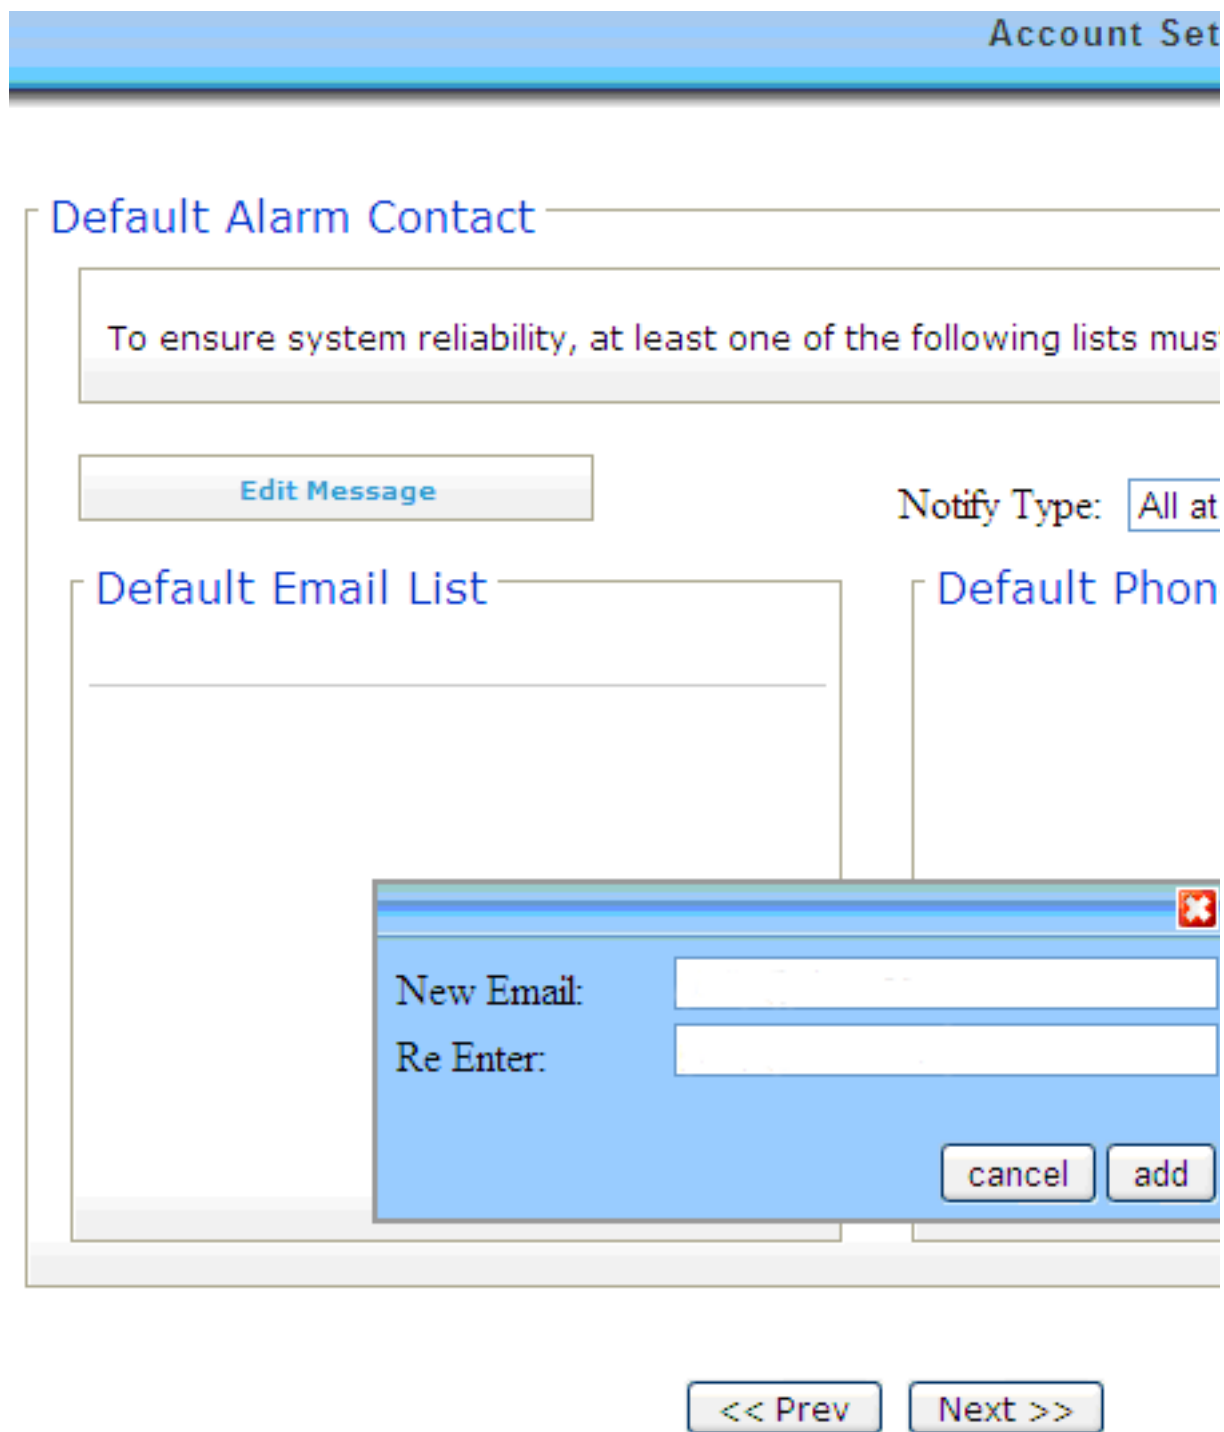 Account Set
Default Alarm Contact
To ensure system reliability, at least one of the following lists mus
Edit Message
Notify Type: All at
Default Email List
Default Phon
New Email:
Re Enter:
cancel add
<< Prev Next >>